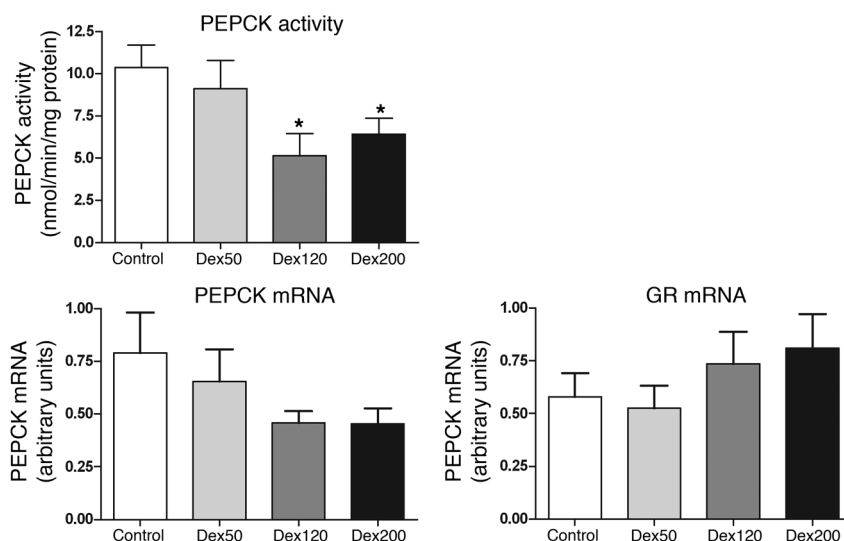 PEPCK activity
PEPCK activity
(nmol/min/mg protein)
12.5
10.0
7.5
5.0
2.5
0.0
*
*
Control Dex50 Dex120 Dex200
PEPCK mRNA
PEPCK mRNA
(arbitrary units)
1.00
0.75
0.50
0.25
0.00
Control Dex50 Dex120 Dex200
GR mRNA
PEPCK mRNA
(arbitrary units)
1.00
0.75
0.50
0.25
0.00
Control Dex50 Dex120 Dex200